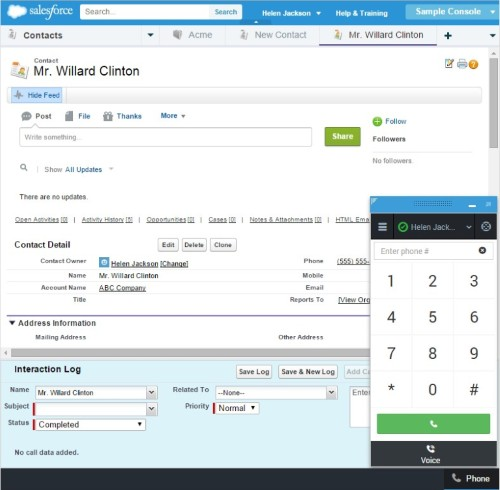 salesforce Search... Search Helen Jackson Help & Training Sample Console
Contacts Acme New Contact Mr. Willard Clinton
Contact
Mr. Willard Clinton
Hide Feed
Post File Thanks More
Follow
Write something... Share
Followers
No followers
Show All Updates
There are no updates.
Open Activities [0] | Activity History [5] | Opportunities [0] | Cases [0] | Notes & Attachments [0] | HTML Ema
Contact Detail Edit Delete Clone
Contact Owner Helen Jackson [Change] Phone (555) 555-
Name Mr. Willard Clinton Mobile
Account Name ABC Company Email
Title Reports To [View Org
Address Information
Mailing Address Other Address
Interaction Log Save Log Save & New Log Add C
Name Mr. Willard Clinton Related To --None-- Enter
Subject Priority Normal
Status Completed
No call data added.
Helen Jack...
Enter phone #
1 2 3
4 5 6
7 8 9
* 0 #
Voice
Phone